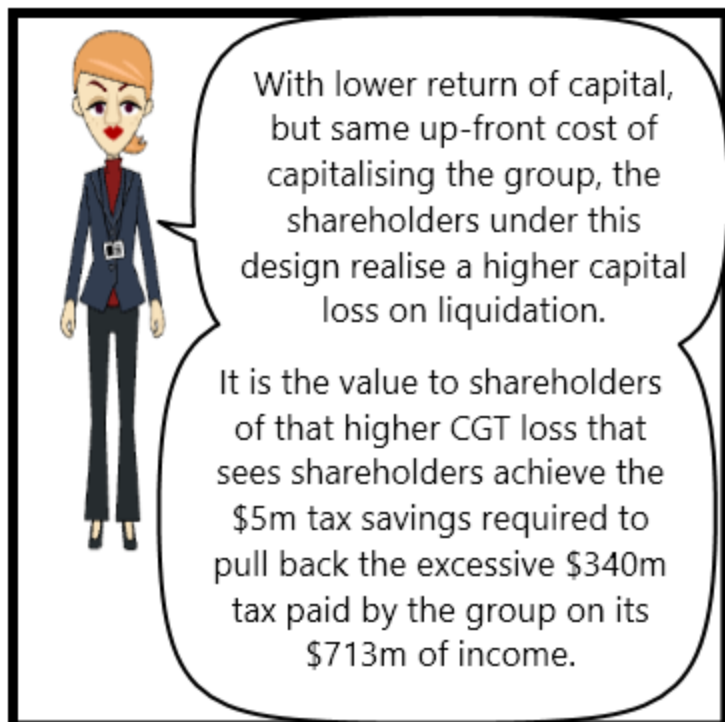 With lower return of capital,
but same up-front cost of
capitalising the group, the
shareholders under this
design realise a higher capital
loss on liquidation.
It is the value to shareholders
of that higher CGT loss that
sees shareholders achieve the
$5m tax savings required to
pull back the excessive $340m
tax paid by the group on its
$713m of income.